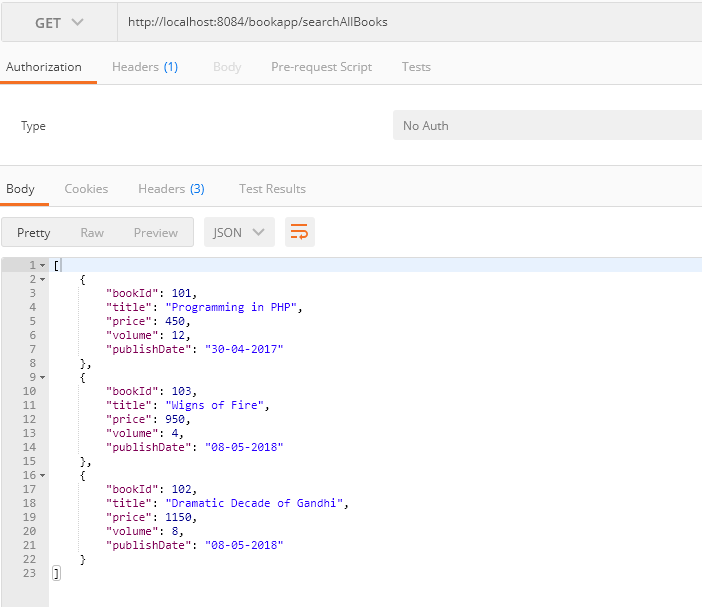 GET http://localhost:8084/bookapp/searchAllBooks
Authorization Headers (1) Body Pre-request Script Tests
Type No Auth
Body Cookies Headers (3) Test Results
Pretty Raw Preview JSON
1 [
2 {
3 "bookId": 101,
4 "title": "Programming in PHP",
5 "price": 450,
6 "volume": 12,
7 "publishDate": "30-04-2017"
8 },
9 {
10 "bookId": 103,
11 "title": "Wigns of Fire",
12 "price": 950,
13 "volume": 4,
14 "publishDate": "08-05-2018"
15 },
16 {
17 "bookId": 102,
18 "title": "Dramatic Decade of Gandhi",
19 "price": 1150,
20 "volume": 8,
21 "publishDate": "08-05-2018"
22 }
23 ]